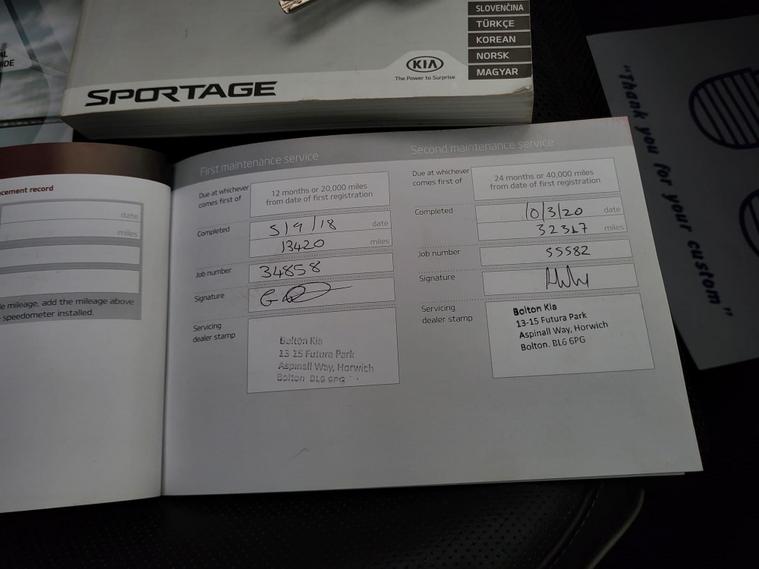 SLOVENČINA
TÜRKÇE
KOREAN
NORSK
MAGYAR
KIA
The Power to Surprise
SPORTAGE
"Thank you for your custom"
cement record
date
miles
le mileage, add the mileage above
speedometer installed.
First maintenance service
Due at whichever
comes first of
12 months or 20,000 miles
from date of first registration
Completed
5/9/18 date
13420 miles
Job number
34858
Signature
Servicing
dealer stamp
Bolton Kia
13-15 Futura Park
Aspinall Way, Horwich
Bolton BL6 6PG
Second maintenance service
Due at whichever
comes first of
24 months or 40,000 miles
from date of first registration
Completed
10/3/20 date
32317 miles
Job number
55582
Signature
Servicing
dealer stamp
Bolton Kia
13-15 Futura Park
Aspinall Way, Horwich
Bolton. BL6 6PG